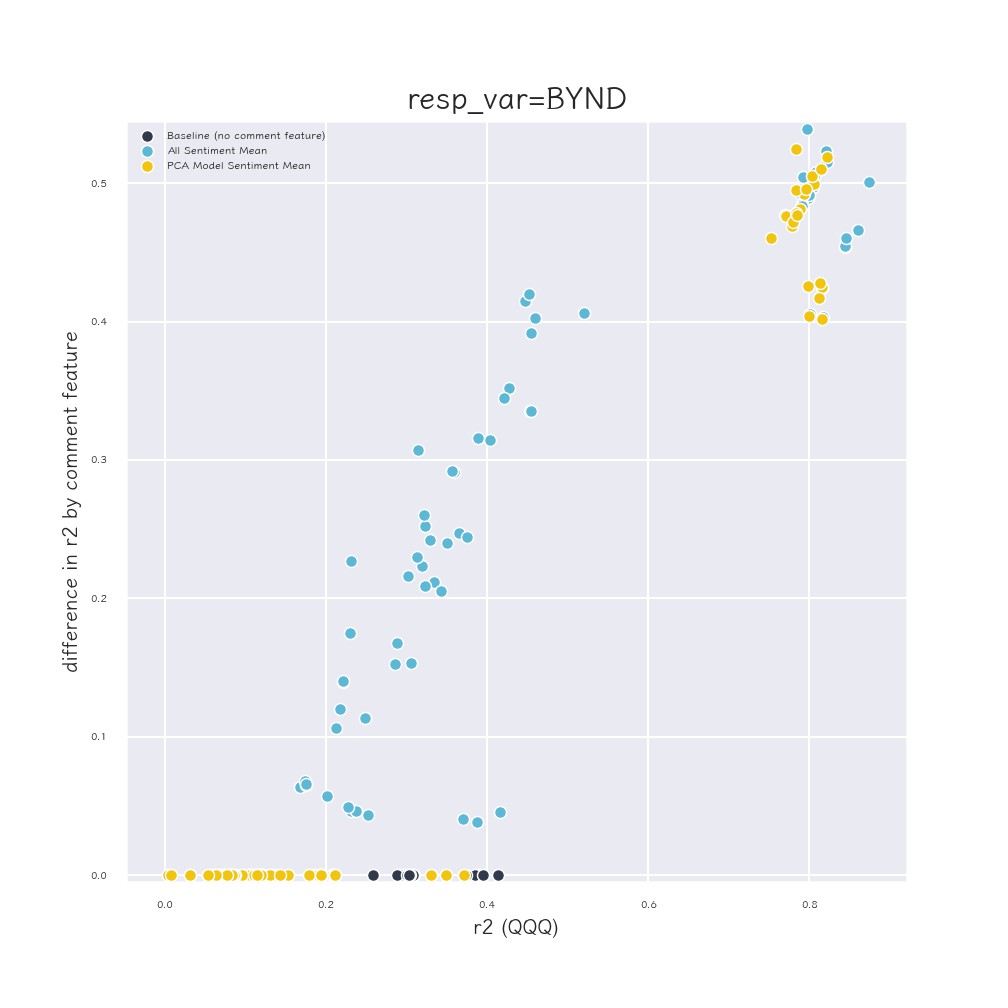 resp_var=BYND
Baseline (no comment feature)
All Sentiment Mean
PCA Model Sentiment Mean
difference in r2 by comment feature
0.5
0.4
0.3
0.2
0.1
0.0
0.0 0.2 0.4 0.6 0.8
r2 (QQQ)